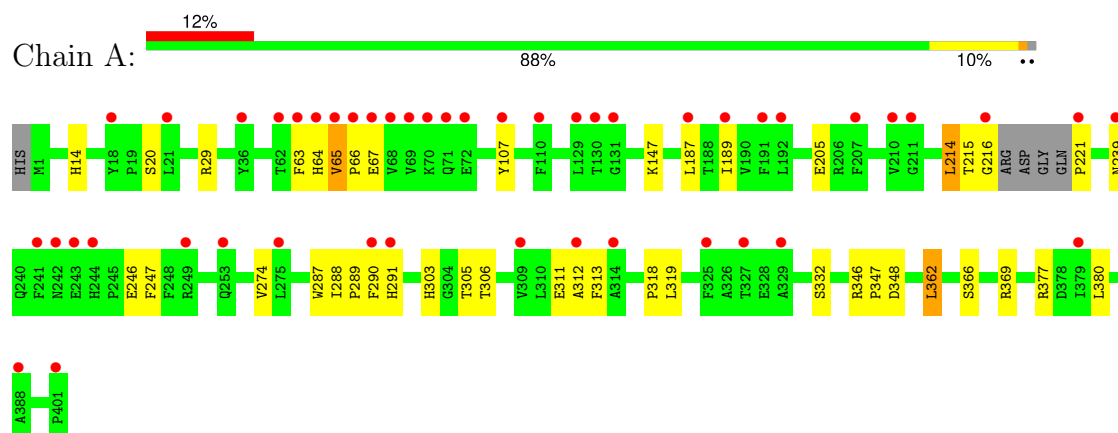 12%
Chain A:
88% 10% ••
HIS M1 H14 Y18 P19 S20 L21 R29 Y36 T62 F63 H64 V65 P66 E67 V68 V69 K70 Q71 E72 Y107 F110 L129 T130 G131 K147 L187 T188 I189 V190 F191 L192 E205 R206 F207 V210 G211 L214 T215 G216 ARG ASP GLY GLN P221 N239
Q240 F241 N242 E243 H244 P245 E246 F247 F248 R249 Q253 V274 L275 W287 I288 P289 F290 H291 H303 G304 T305 T306 V309 L310 E311 A312 F313 A314 P318 L319 F325 A326 T327 E328 A329 S332 R346 P347 D348 L362 S366 R369 R377 D378 I379 L380
A388 P401